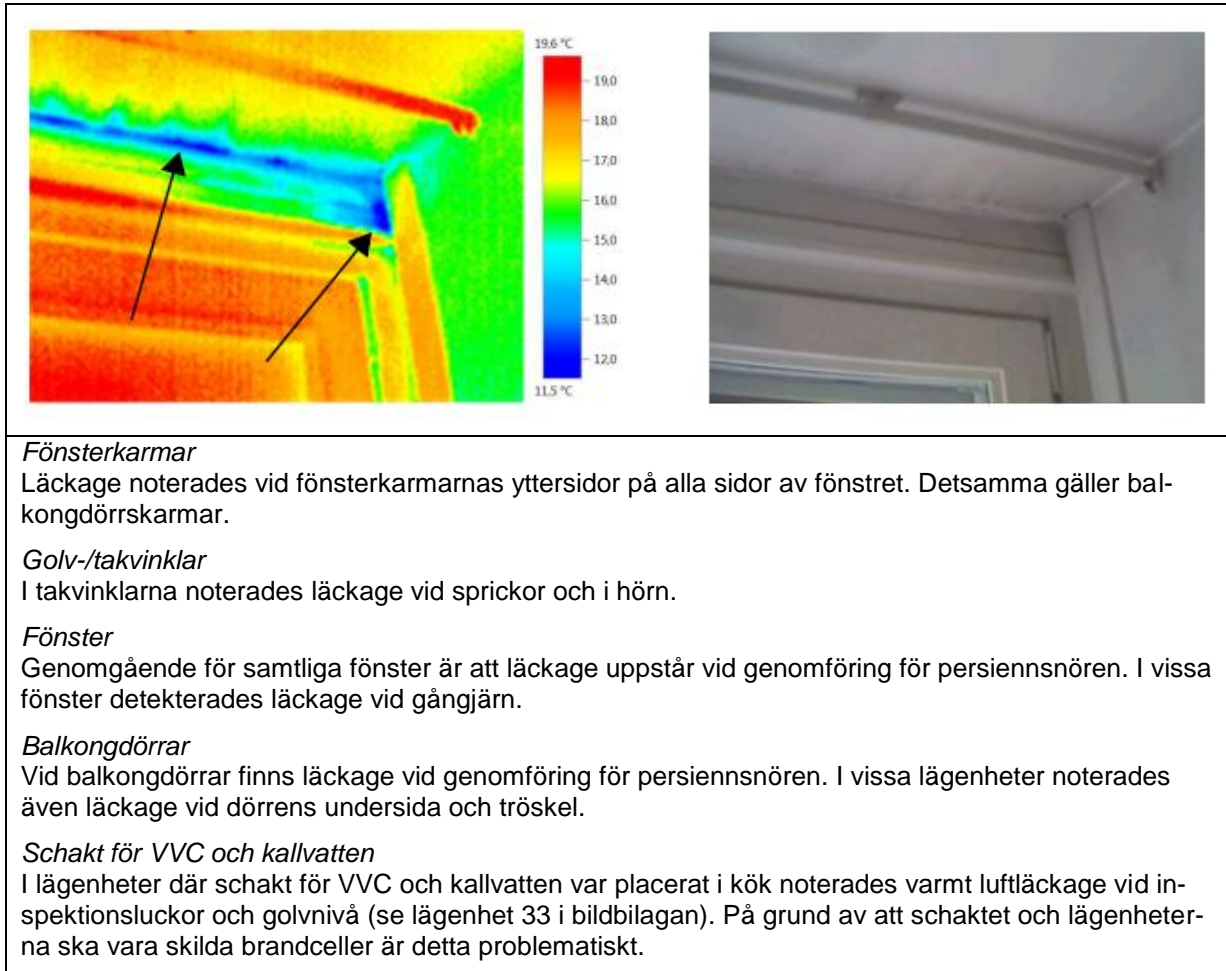 19,6 °C
19,0
18,0
17,0
16,0
15,0
14,0
13,0
12,0
11,5 °C
Fönsterkarmar
Läckage noterades vid fönsterkarmarnas yttersidor på alla sidor av fönstret. Detsamma gäller bal-
kongdörrskarmar.
Golv-/takvinklar
I takvinklarna noterades läckage vid sprickor och i hörn.
Fönster
Genomgående för samtliga fönster är att läckage uppstår vid genomföring för persiennsnören. I vissa
fönster detekterades läckage vid gångjärn.
Balkongdörrar
Vid balkongdörrar finns läckage vid genomföring för persiennsnören. I vissa lägenheter noterades
även läckage vid dörrens undersida och tröskel.
Schakt för VVC och kallvatten
I lägenheter där schakt för VVC och kallvatten var placerat i kök noterades varmt luftläckage vid in-
spektionsluckor och golvnivå (se lägenhet 33 i bildbilagan). På grund av att schaktet och lägenheter-
na ska vara skilda brandceller är detta problematiskt.